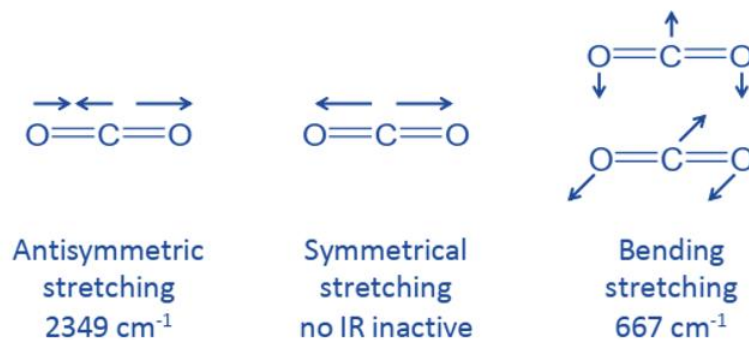 O=C=O
O=C=O
O=C=O
O=C=O
Antisymmetric
stretching
2349 cm⁻¹
Symmetrical
stretching
no IR inactive
Bending
stretching
667 cm⁻¹